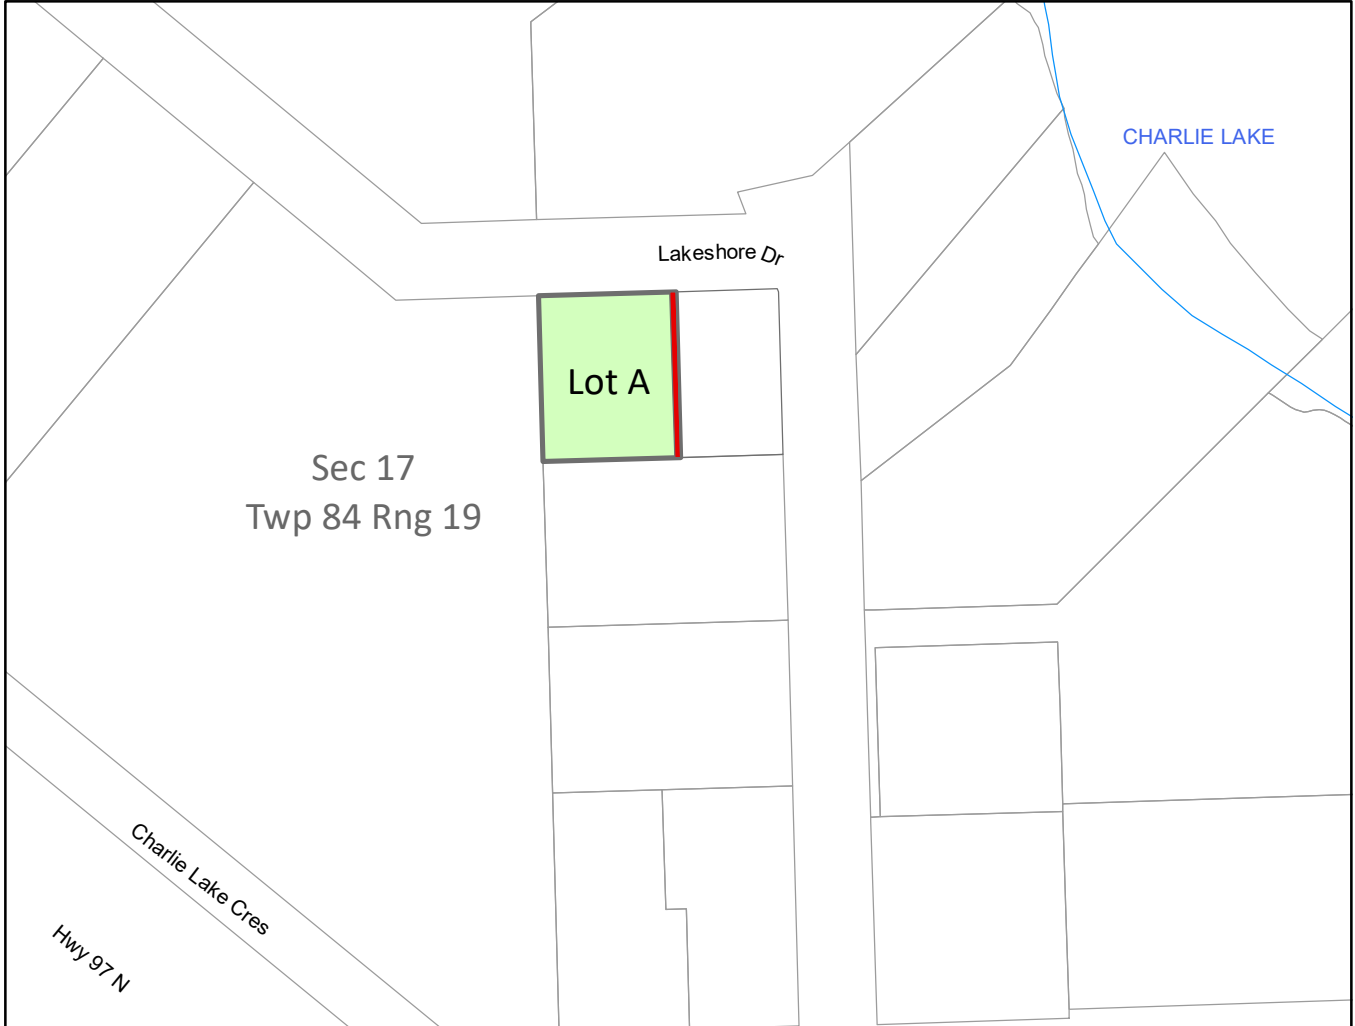 CHARLIE LAKE
Lakeshore Dr
Lot A
Sec 17
Twp 84 Rng 19
Charlie Lake Cres
Hwy 97 N